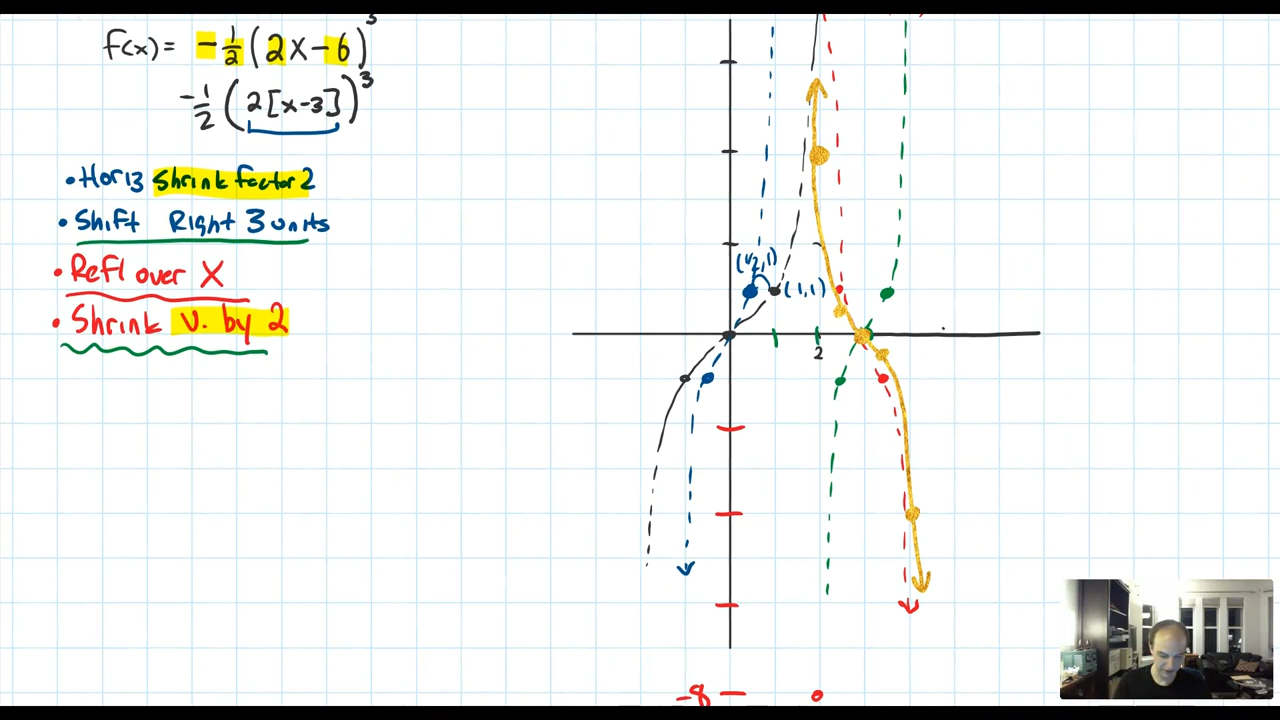 f(x) = -1/2 (2x-6)^3
-1/2 (2[x-3])^3
• Horiz Shrink factor 2
• Shift Right 3 units
• Refl over X
• Shrink v. by 2
(1/2,1)
(1,1)
2
-8